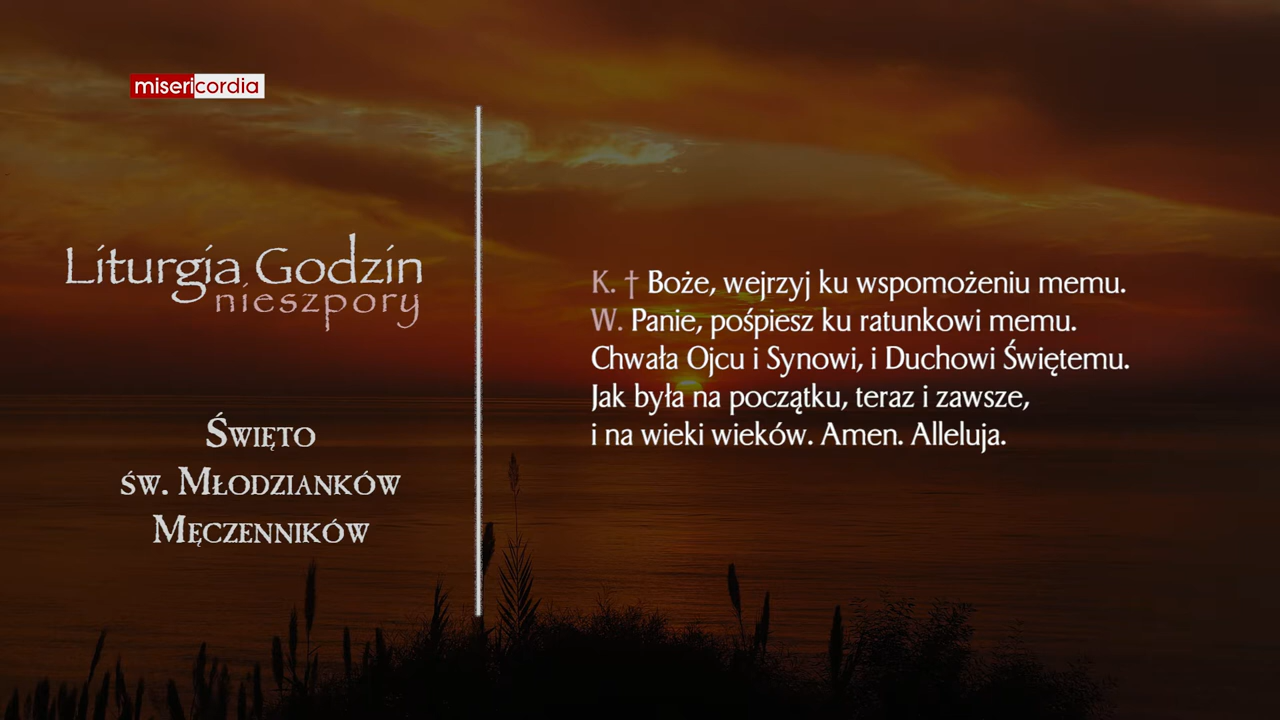 misericordia
Liturgia Godzin
nieszpory
Święto
św. Młodzianków
Męczenników
K. † Boże, wejrzyj ku wspomożeniu memu.
W. Panie, pośpiesz ku ratunkowi memu.
Chwała Ojcu i Synowi, i Duchowi Świętemu.
Jak była na początku, teraz i zawsze,
i na wieki wieków. Amen. Alleluja.